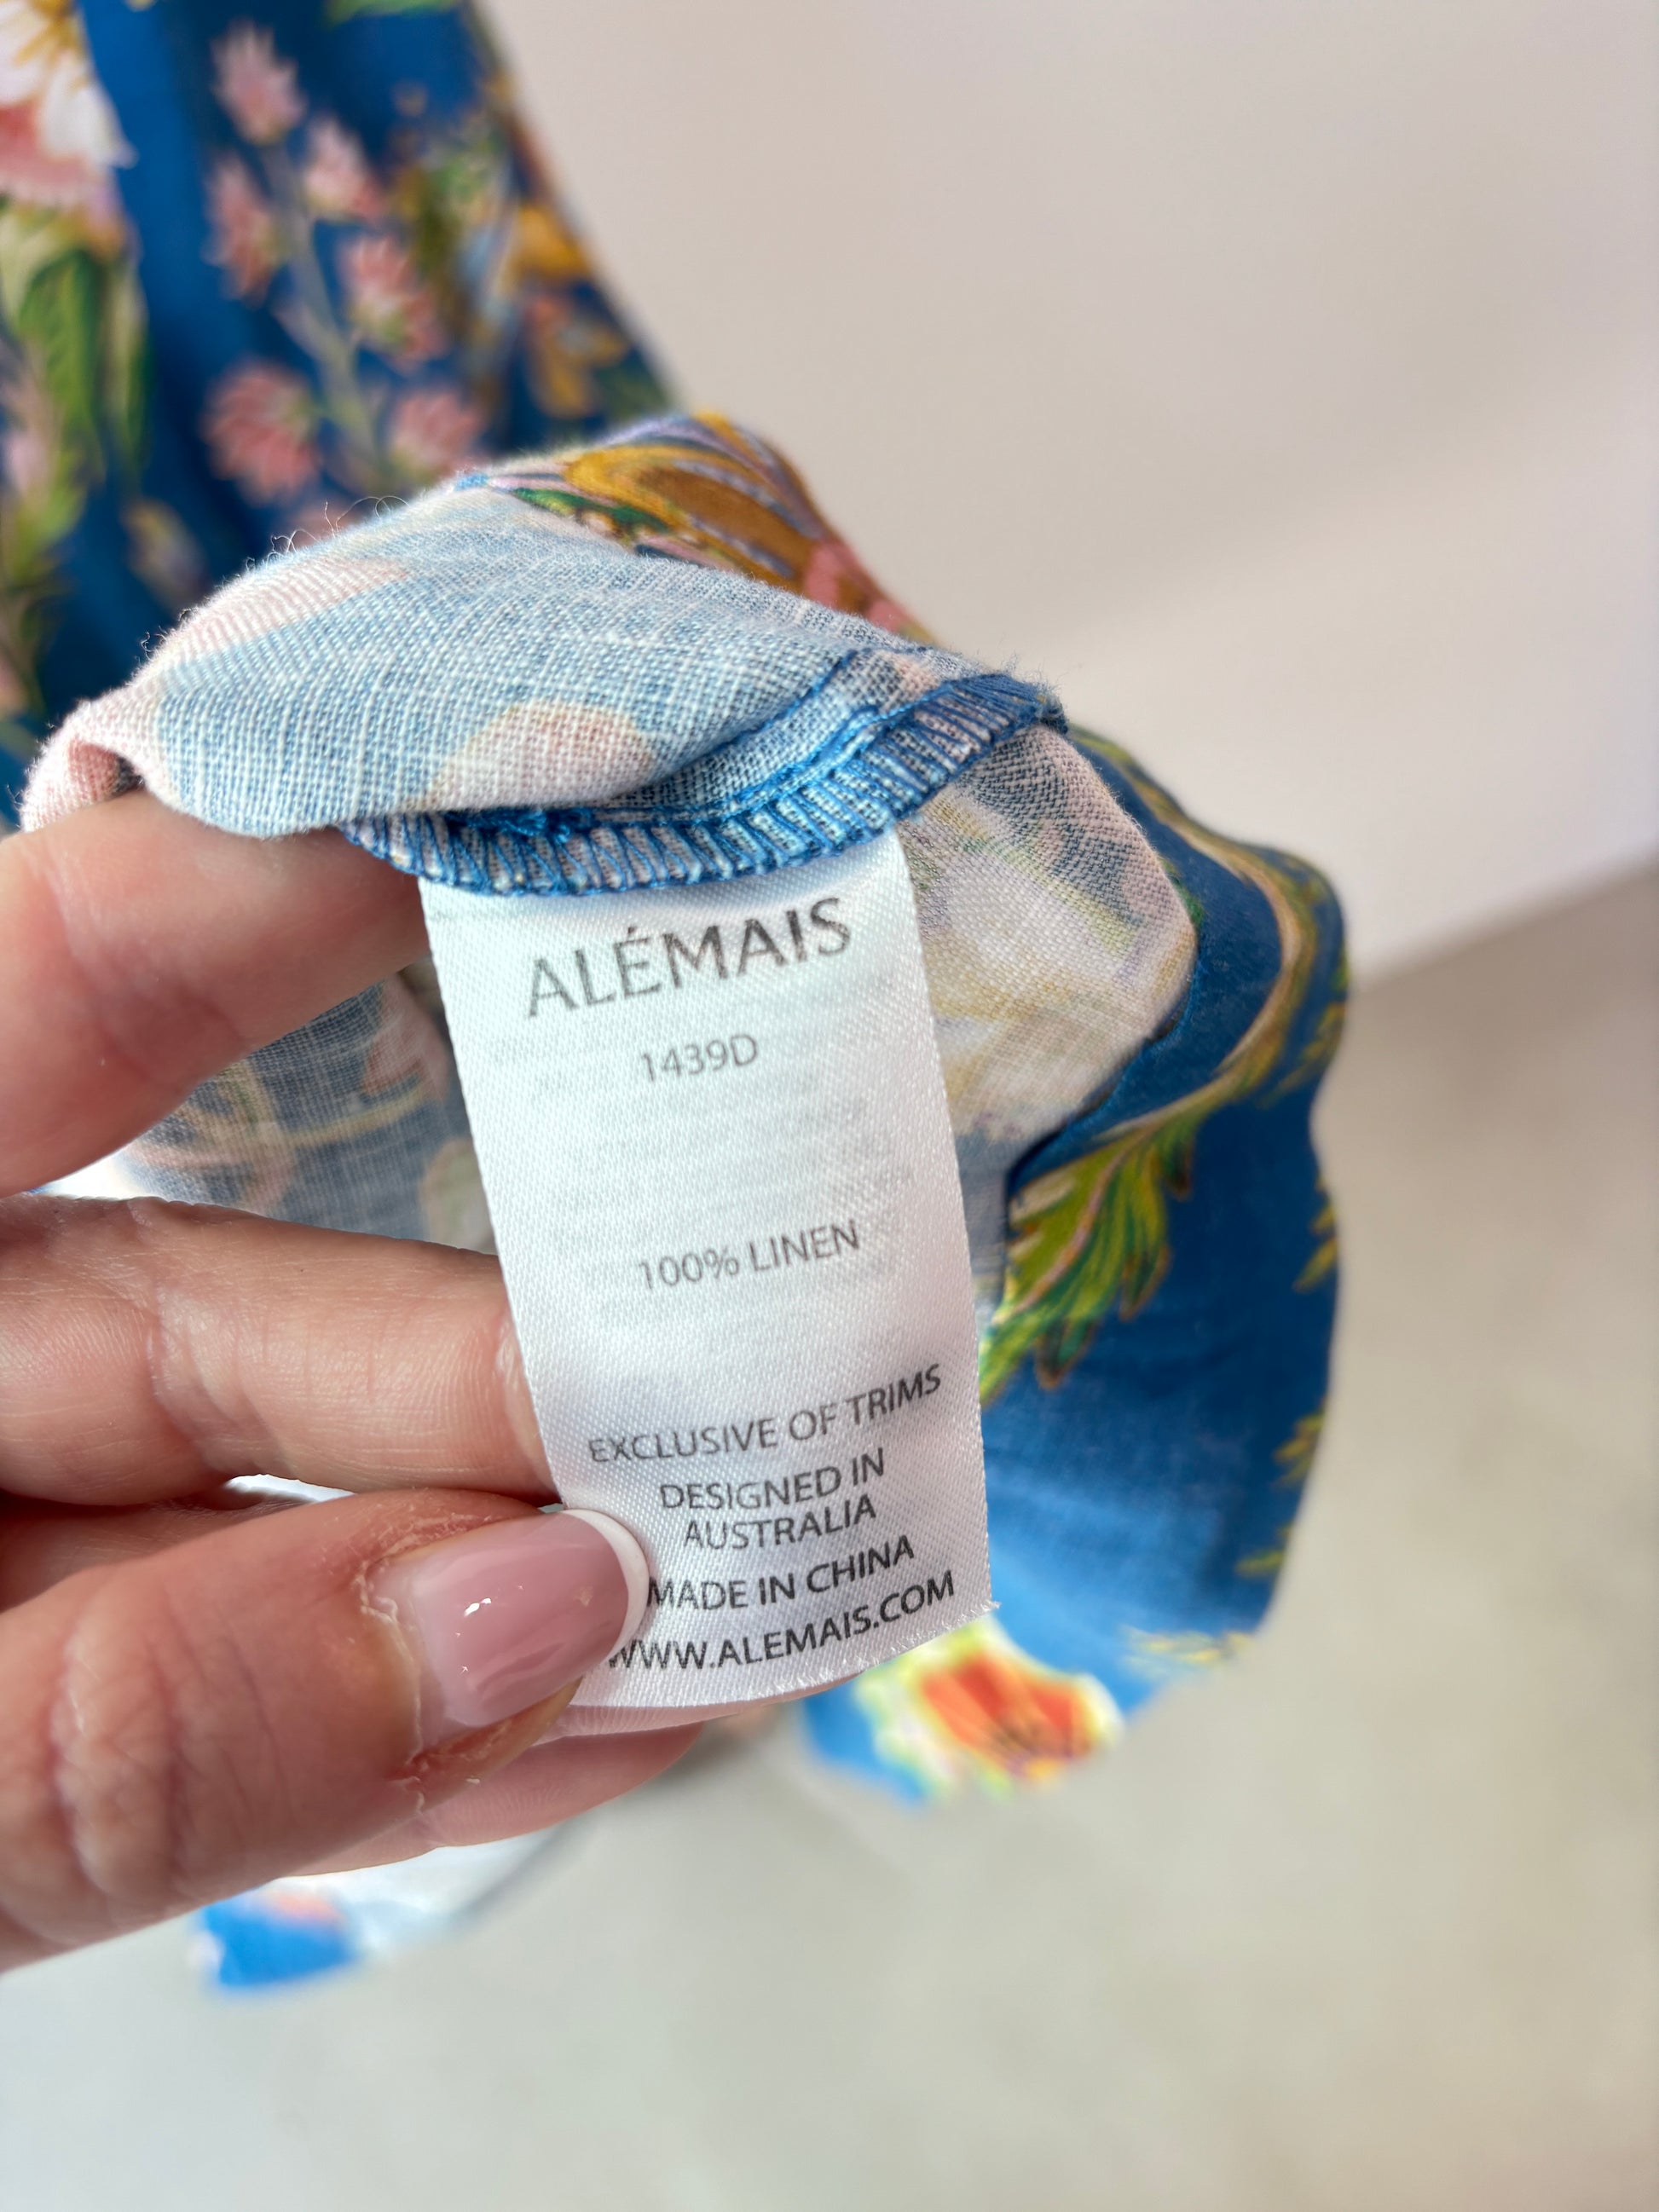 ALÉMAIS
1439D
100% LINEN
EXCLUSIVE OF TRIMS
DESIGNED IN
AUSTRALIA
MADE IN CHINA
WWW.ALEMAIS.COM